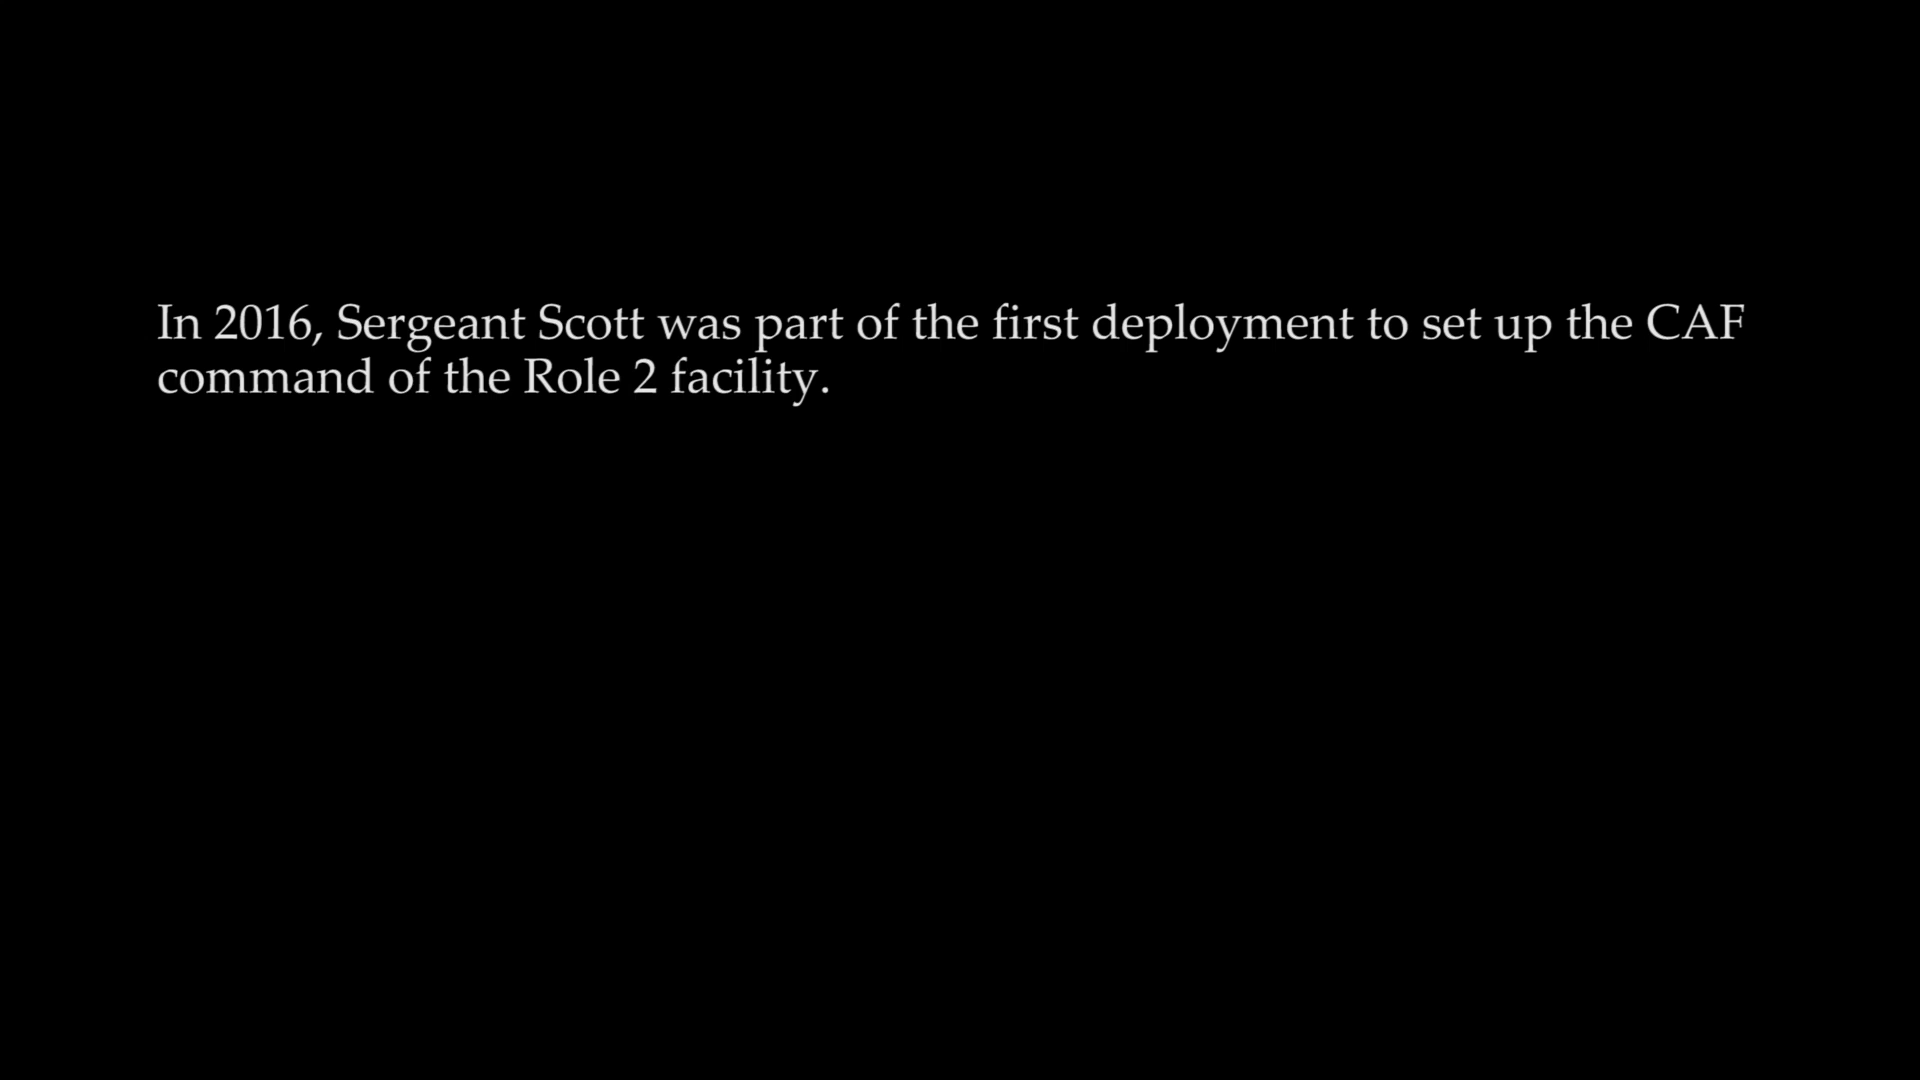 In 2016, Sergeant Scott was part of the first deployment to set up the CAF
command of the Role 2 facility.